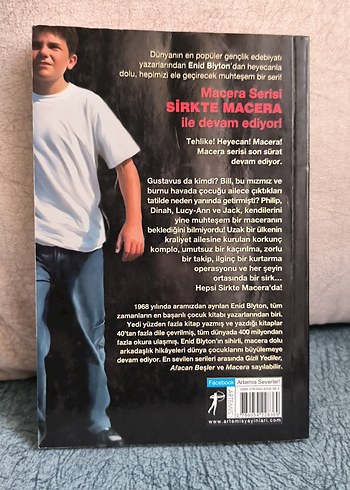 Dünyanın en popüler gençlik edebiyatı
yazarlarından Enid Blyton'dan heyecanla
dolu, hepimizi ele geçirecek muhteşem bir seri!
Macera Serisi
SİRKTE MACERA
ile devam ediyor!
Tehlike! Heyecan! Macera!
Macera serisi son sürat
devam ediyor.
Gustavus da kimdi? Bill, bu mızmız ve
burnu havada çocuğu ailece çıktıkları
tatilde neden yanında getirmişti? Philip,
Dinah, Lucy-Ann ve Jack, kendilerini
yine muhteşem bir maceranın
beklediğini bilmiyordu! Uzak bir ülkenin
kraliyet ailesine kurulan korkunç
komplo, umutsuz bir kaçırılma, zorlu
bir takip, ilginç bir kurtarma
operasyonu ve her şeyin
ortasında bir sirk...
Hepsi Sirkte Macera'da!
1968 yılında aramızdan ayrılan Enid Blyton, tüm
zamanların en başarılı çocuk kitabı yazarlarından biri.
Yedi yüzden fazla kitap yazmış ve yazdığı kitaplar
40'tan fazla dile çevrilmiş, tüm dünyada 400 milyondan
fazla okura ulaşmış. Enid Blyton'ın sihirli, macera dolu
arkadaşlık hikâyeleri dünya çocuklarını büyülemeye
devam ediyor. En sevilen serileri arasında Gizli Yediler,
Afacan Beşler ve Macera sayılabilir.
Facebook Artemis Severler!
ARTEMİS
www.artemisyayinlari.com